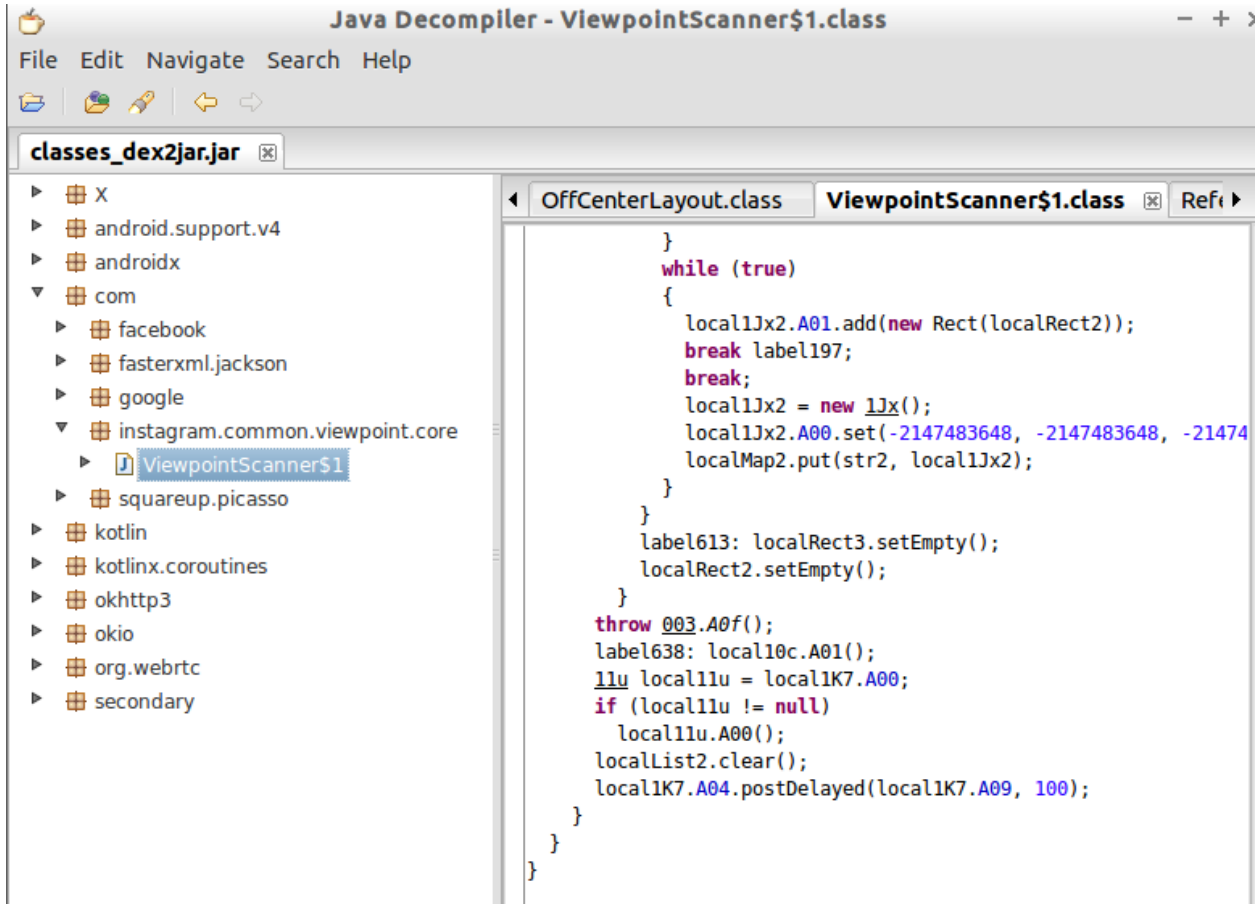 Java Decompiler - ViewpointScanner$1.class
File Edit Navigate Search Help
classes_dex2jar.jar
X
android.support.v4
androidx
com
facebook
fasterxml.jackson
google
instagram.common.viewpoint.core
ViewpointScanner$1
squareup.picasso
kotlin
kotlinx.coroutines
okhttp3
okio
org.webrtc
secondary
OffCenterLayout.class ViewpointScanner$1.class Refe
}
while (true)
{
local1Jx2.A01.add(new Rect(localRect2));
break label197;
break;
local1Jx2 = new 1Jx();
local1Jx2.A00.set(-2147483648, -2147483648, -21474
localMap2.put(str2, local1Jx2);
}
}
label613: localRect3.setEmpty();
localRect2.setEmpty();
}
throw 003.A0f();
label638: local10c.A01();
11u local11u = local1K7.A00;
if (local11u != null)
local11u.A00();
localList2.clear();
local1K7.A04.postDelayed(local1K7.A09, 100);
}
}
}